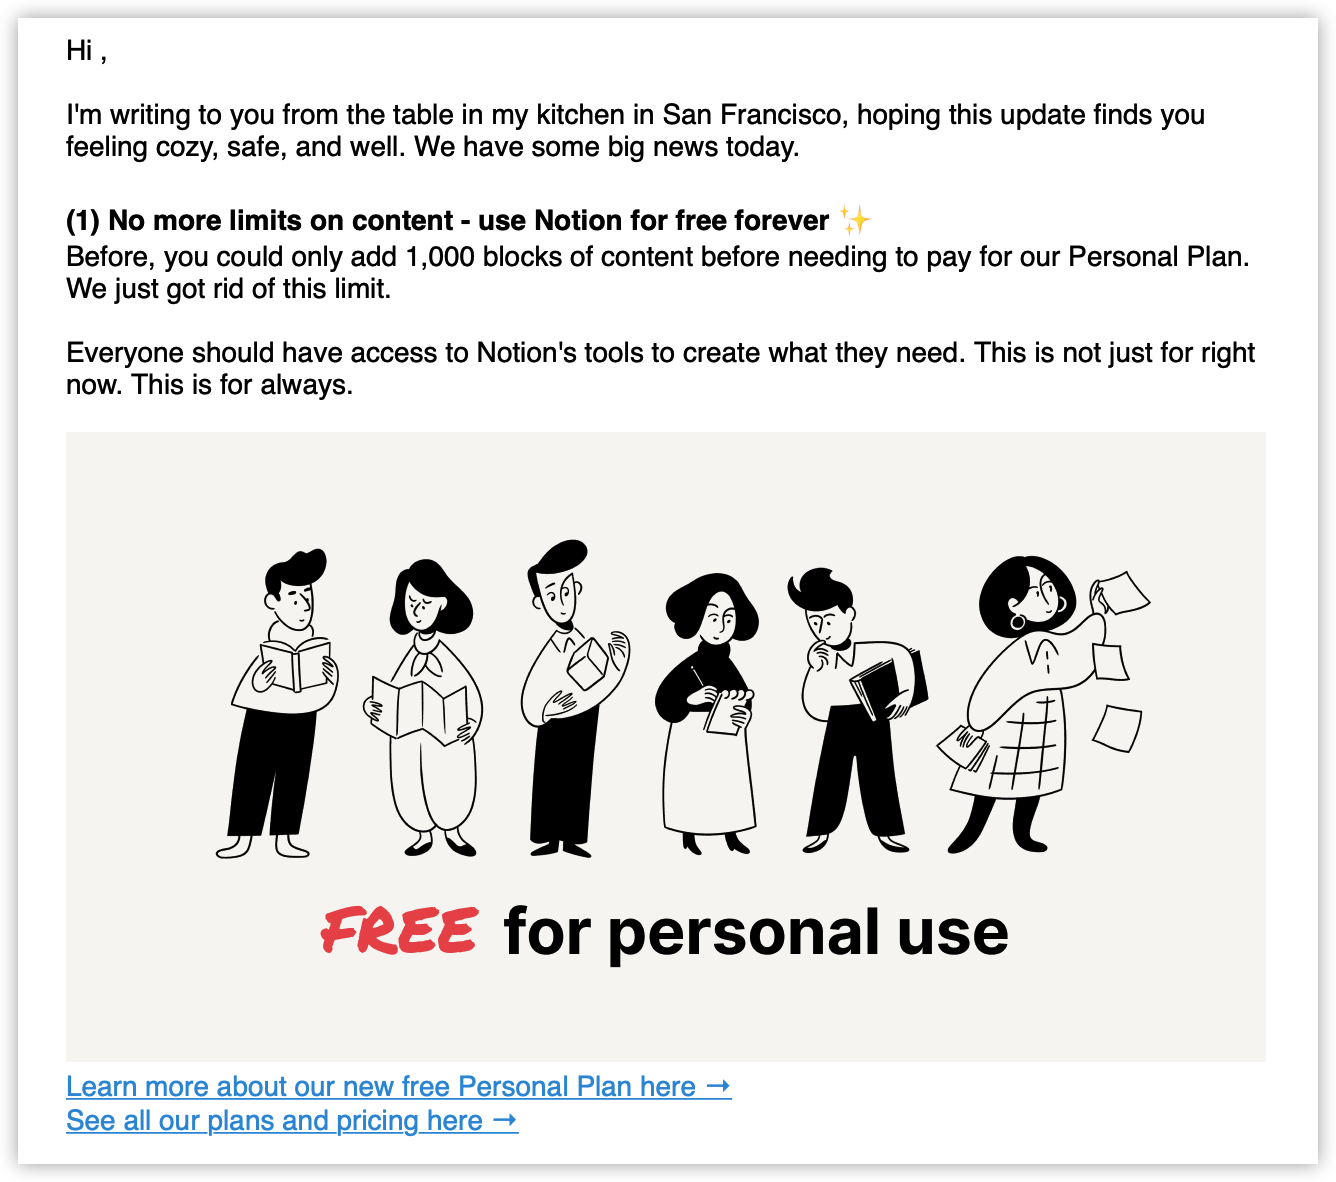 Hi ,
I'm writing to you from the table in my kitchen in San Francisco, hoping this update finds you
feeling cozy, safe, and well. We have some big news today.
(1) No more limits on content - use Notion for free forever ✨
Before, you could only add 1,000 blocks of content before needing to pay for our Personal Plan.
We just got rid of this limit.
Everyone should have access to Notion's tools to create what they need. This is not just for right
now. This is for always.
FREE for personal use
Learn more about our new free Personal Plan here →
See all our plans and pricing here →